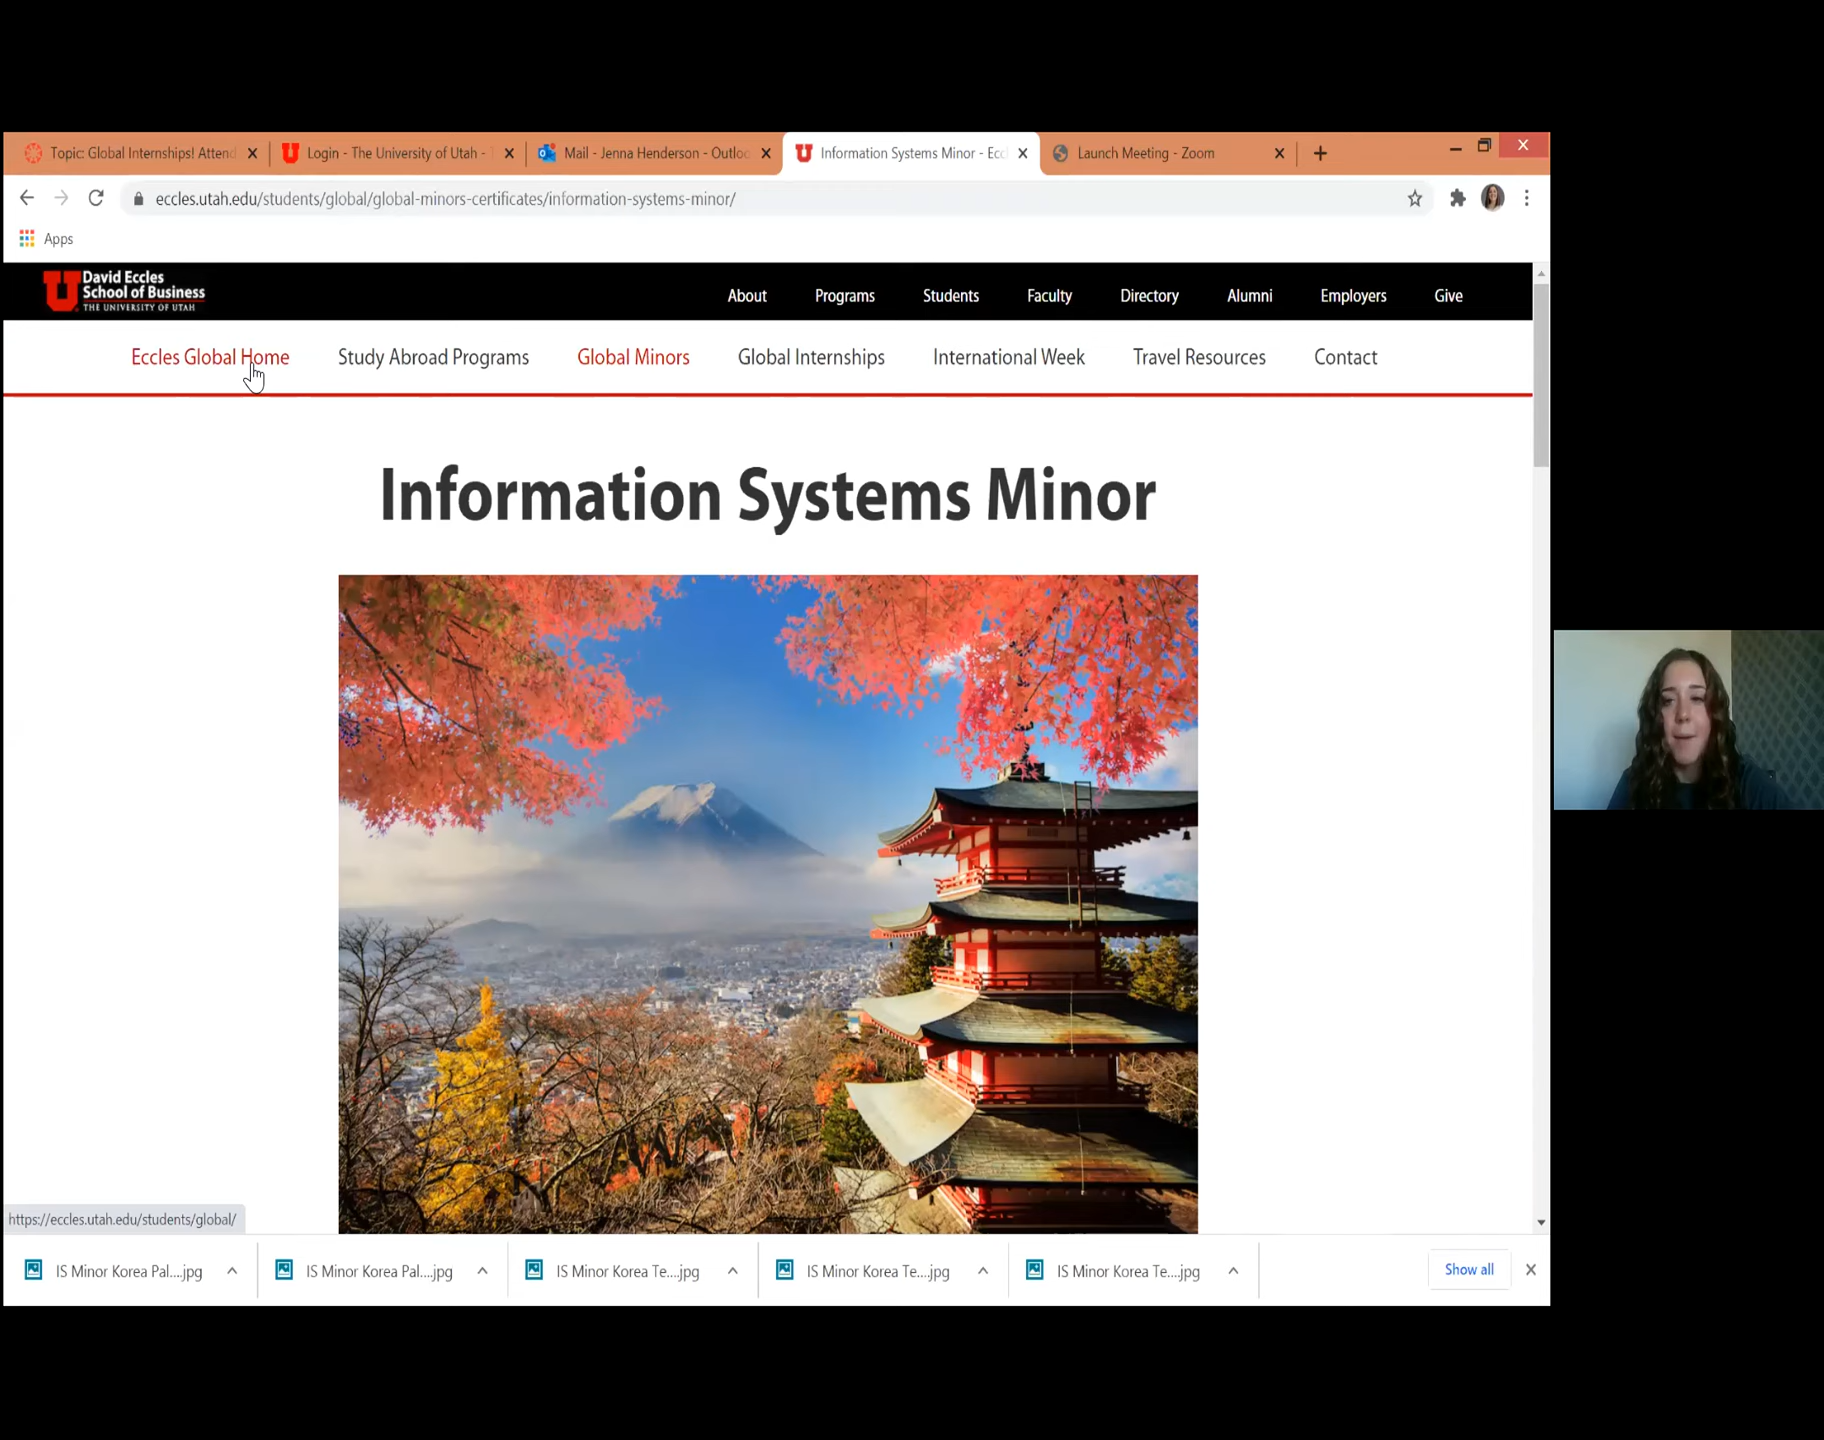 Topic: Global Internships! Attend
Login - The University of Utah -
Mail - Jenna Henderson - Outloo
Information Systems Minor - Ecc
Launch Meeting - Zoom
eccles.utah.edu/students/global/global-minors-certificates/information-systems-minor/
Apps
U David Eccles
School of Business
THE UNIVERSITY OF UTAH
About Programs Students Faculty Directory Alumni Employers Give
Eccles Global Home Study Abroad Programs Global Minors Global Internships International Week Travel Resources Contact
Information Systems Minor
https://eccles.utah.edu/students/global/
IS Minor Korea Pal....jpg IS Minor Korea Pal....jpg IS Minor Korea Te....jpg IS Minor Korea Te....jpg IS Minor Korea Te....jpg Show all